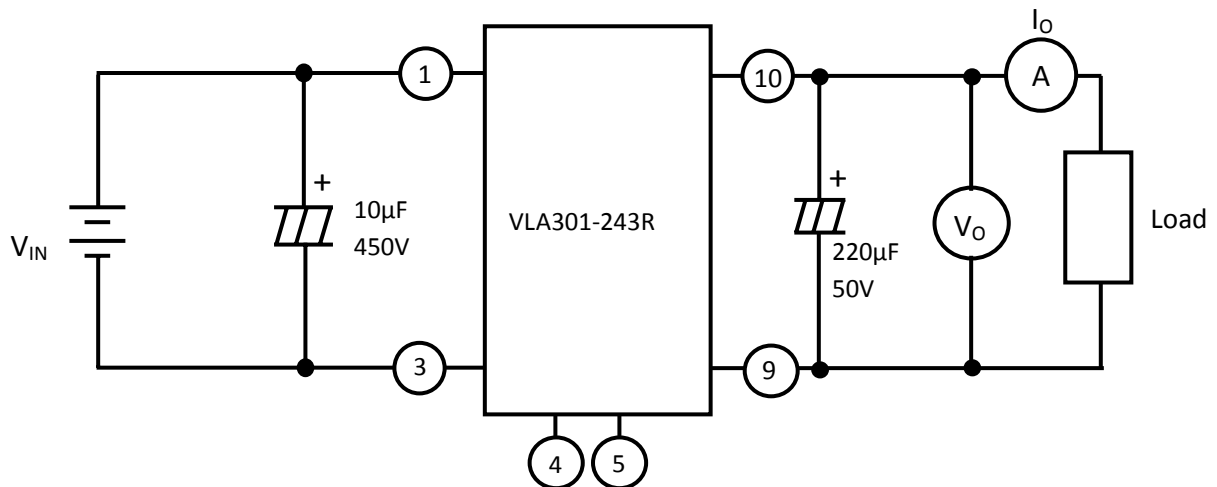 I_O
1
10
A
+
+
V_IN
10μF
450V
VLA301-243R
220μF
50V
V_O
Load
3
9
4
5